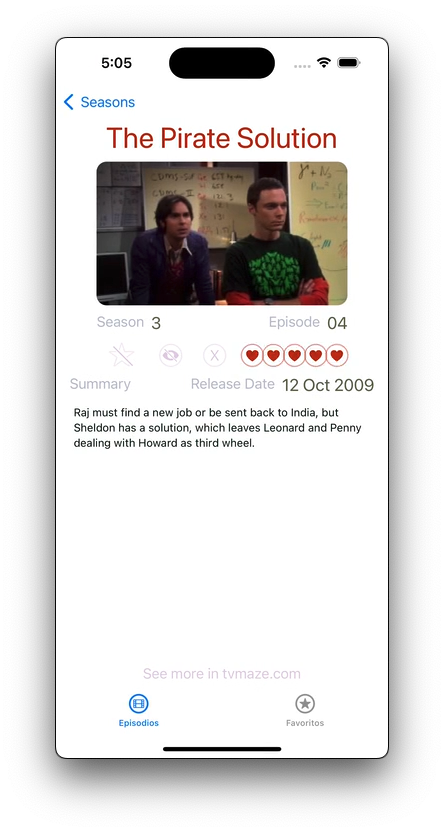 5:05
Seasons
The Pirate Solution
Season 3 Episode 04
X
Summary Release Date 12 Oct 2009
Raj must find a new job or be sent back to India, but
Sheldon has a solution, which leaves Leonard and Penny
dealing with Howard as third wheel.
See more in tvmaze.com
Episodios Favoritos